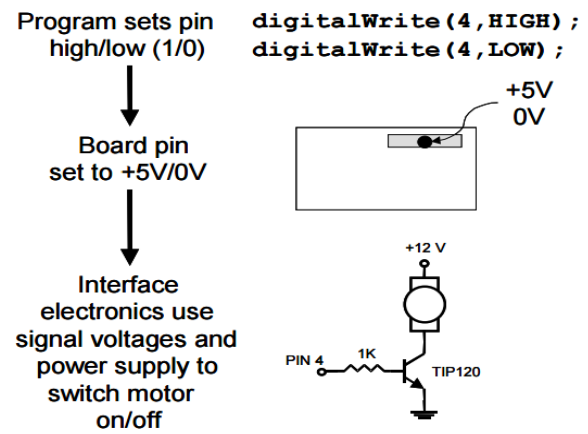 Program sets pin
high/low (1/0)
digitalWrite(4,HIGH);
digitalWrite(4,LOW);
+5V
0V
Board pin
set to +5V/0V
Interface
electronics use
signal voltages and
power supply to
switch motor
on/off
+12 V
PIN 4
1K
TIP120